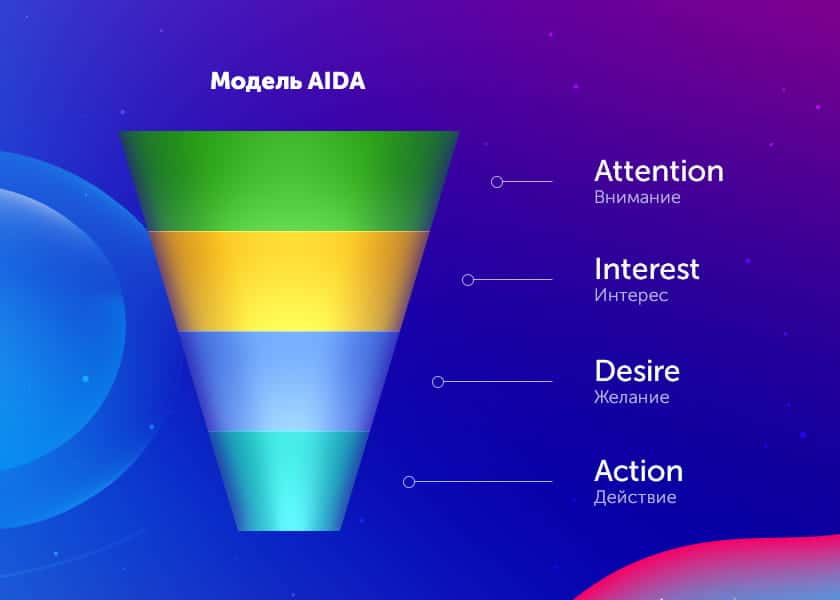 Модель AIDA
Attention
Внимание
Interest
Интерес
Desire
Желание
Action
Действие